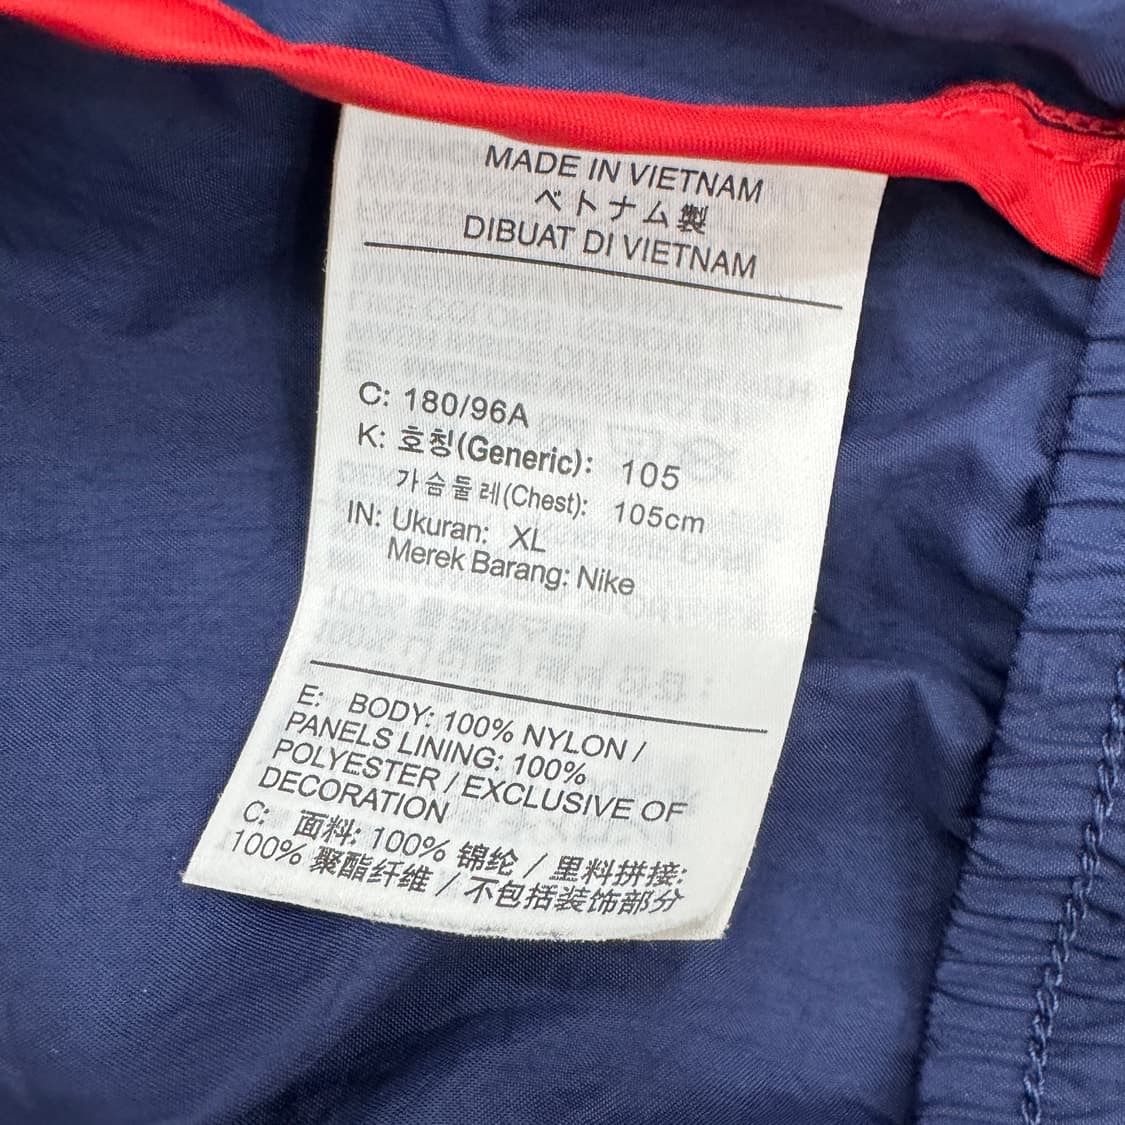 MADE IN VIETNAM
ベトナム製
DIBUAT DI VIETNAM
C: 180/96A
K: 호칭(Generic): 105
가슴둘레(Chest): 105cm
IN: Ukuran: XL
Merek Barang: Nike
E: BODY: 100% NYLON /
PANELS LINING: 100%
POLYESTER / EXCLUSIVE OF
DECORATION
C: 面料: 100% 锦纶 / 里料拼接:
100% 聚酯纤维 / 不包括装饰部分